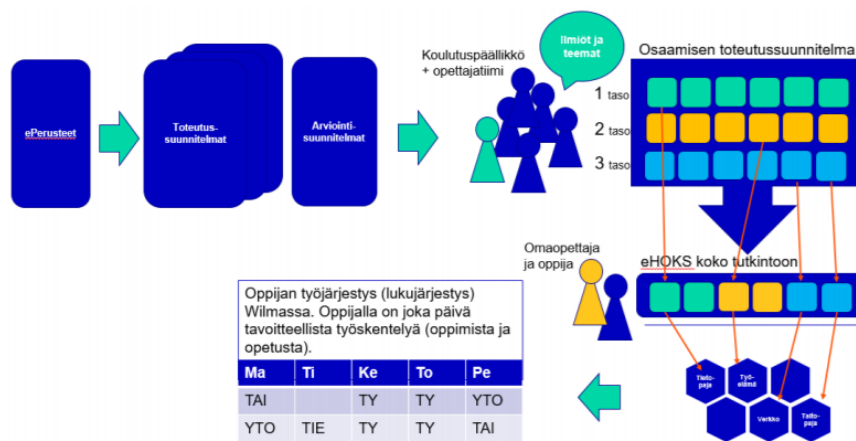 ePerusteet
Toteutus-
suunnitelmat
Arviointi-
suunnitelmat
Koulutuspäällikkö
+ opettajatiimi
Ilmiöt ja
teemat
Osaamisen toteutussuunnitelma
1 taso
2 taso
3 taso
Omaopettaja
ja oppija
eHOKS koko tutkintoon
Tieto-
paja
Työ-
elämä
Verkko
Taito-
paja
Oppijan työjärjestys (lukujärjestys)
Wilmassa. Oppijalla on joka päivä
tavoitteellista työskentelyä (oppimista ja
opetusta).
Ma Ti Ke To Pe
TAI TY TY YTO
YTO TIE TY TY TAI